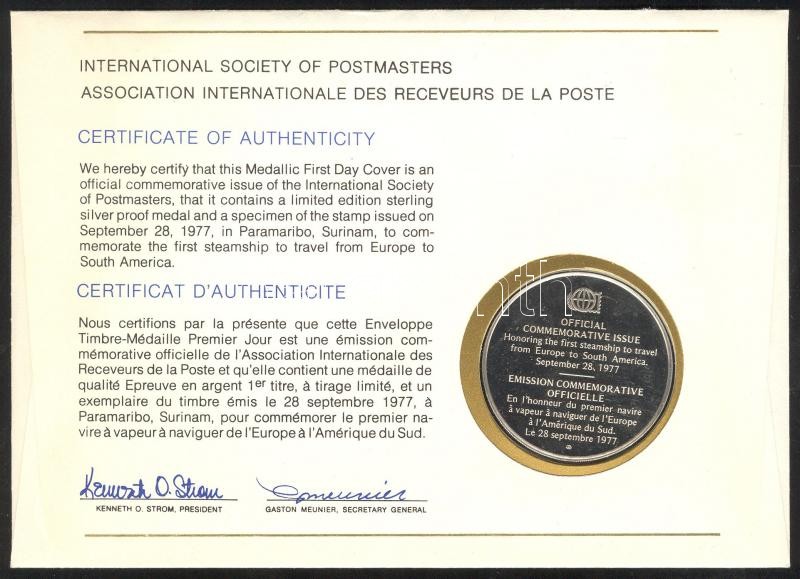 INTERNATIONAL SOCIETY OF POSTMASTERS
ASSOCIATION INTERNATIONALE DES RECEVEURS DE LA POSTE
CERTIFICATE OF AUTHENTICITY
We hereby certify that this Medallic First Day Cover is an
official commemorative issue of the International Society
of Postmasters, that it contains a limited edition sterling
silver proof medal and a specimen of the stamp issued on
September 28, 1977, in Paramaribo, Surinam, to com-
memorate the first steamship to travel from Europe to
South America.
CERTIFICAT D'AUTHENTICITE
Nous certifions par la présente que cette Enveloppe
Timbre-Médaille Premier Jour est une émission com-
mémorative officielle de l'Association Internationale des
Receveurs de la Poste et qu'elle contient une médaille de
qualité Epreuve en argent 1er titre, à tirage limité, et un
exemplaire du timbre émis le 28 septembre 1977, à
Paramaribo, Surinam, pour commémorer le premier na-
vire à vapeur à naviguer de l'Europe à l'Amérique du Sud.
Kenneth O. Strom
KENNETH O. STROM, PRESIDENT
GMeunier
GASTON MEUNIER, SECRETARY GENERAL
OFFICIAL
COMMEMORATIVE ISSUE
Honoring the first steamship to travel
from Europe to South America.
September 28, 1977
EMISSION COMMEMORATIVE
OFFICIELLE
En l'honneur du premier navire
à vapeur à naviguer de l'Europe
à l'Amérique du Sud.
Le 28 septembre 1977